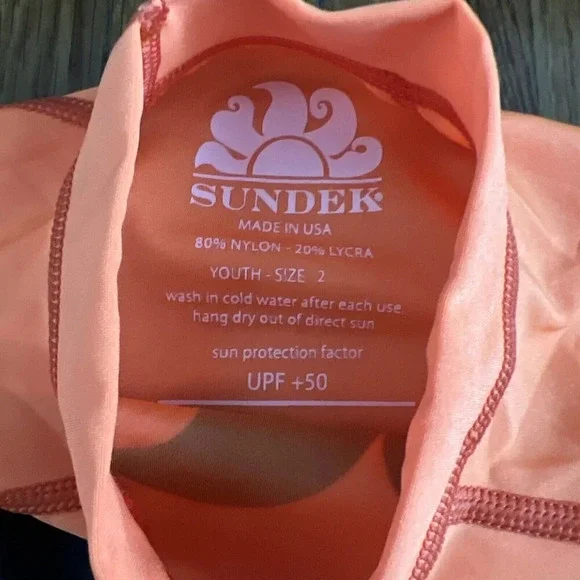 SUNDEK
MADE IN USA
80% NYLON - 20% LYCRA
YOUTH - SIZE 2
wash in cold water after each use
hang dry out of direct sun
sun protection factor
UPF +50